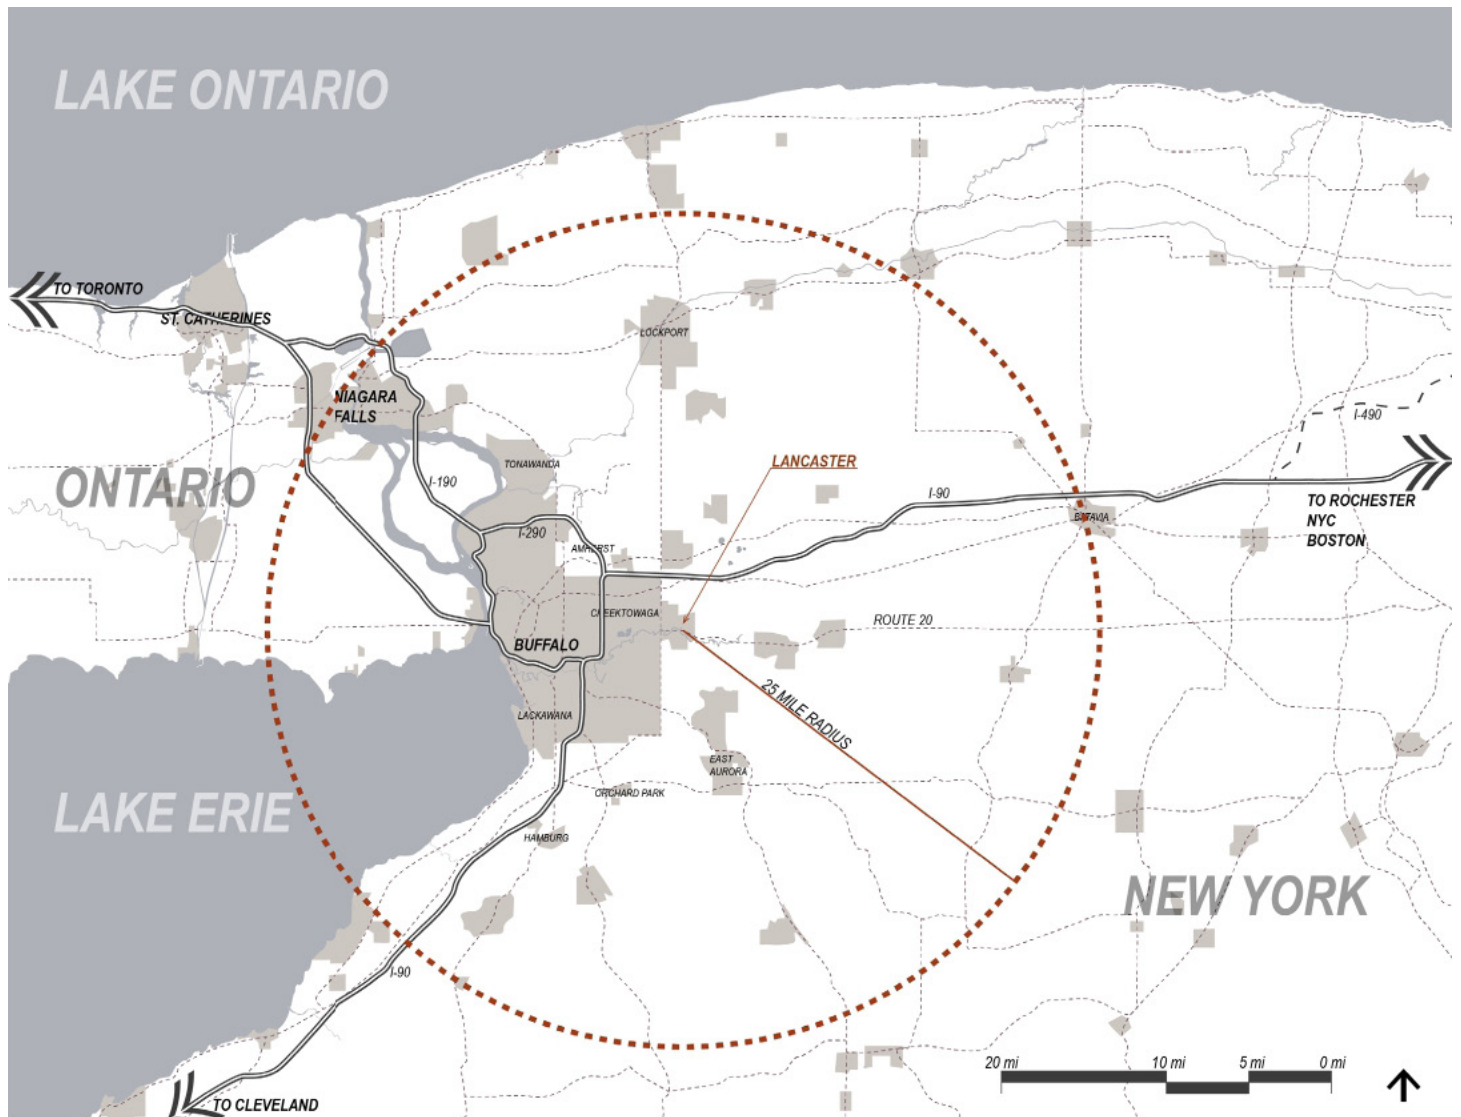 LAKE ONTARIO
TO TORONTO
ST. CATHERINES
LOCKPORT
NIAGARA
FALLS
I-490
ONTARIO
TONAWANDA
LANCASTER
I-190
I-90
TO ROCHESTER
NYC
BOSTON
BATAVIA
I-290
AMHERST
CHEEKTOWAGA
ROUTE 20
BUFFALO
25 MILE RADIUS
LACKAWANA
EAST
AURORA
ORCHARD PARK
LAKE ERIE
HAMBURG
NEW YORK
I-90
20 mi
10 mi
5 mi
0 mi
TO CLEVELAND